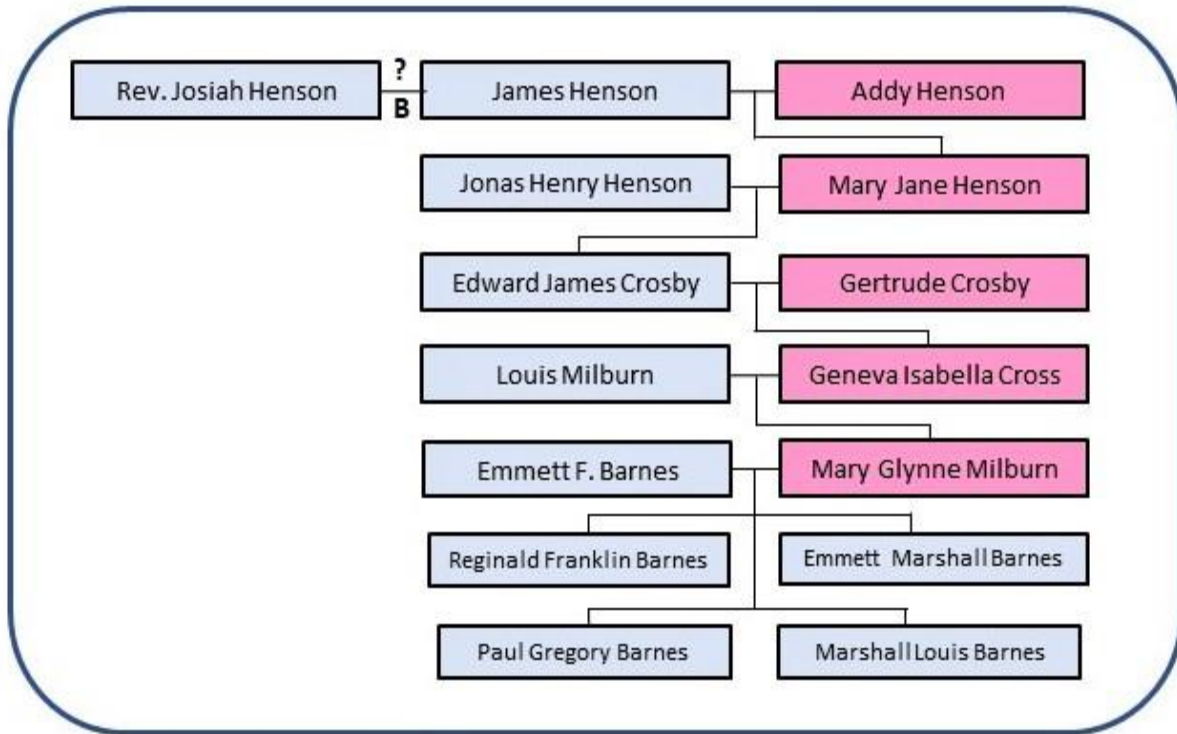 ?
Rev. Josiah Henson James Henson Addy Henson
B
Jonas Henry Henson Mary Jane Henson
Edward James Crosby Gertrude Crosby
Louis Milburn Geneva Isabella Cross
Emmett F. Barnes Mary Glynne Milburn
Reginald Franklin Barnes Emmett Marshall Barnes
Paul Gregory Barnes Marshall Louis Barnes